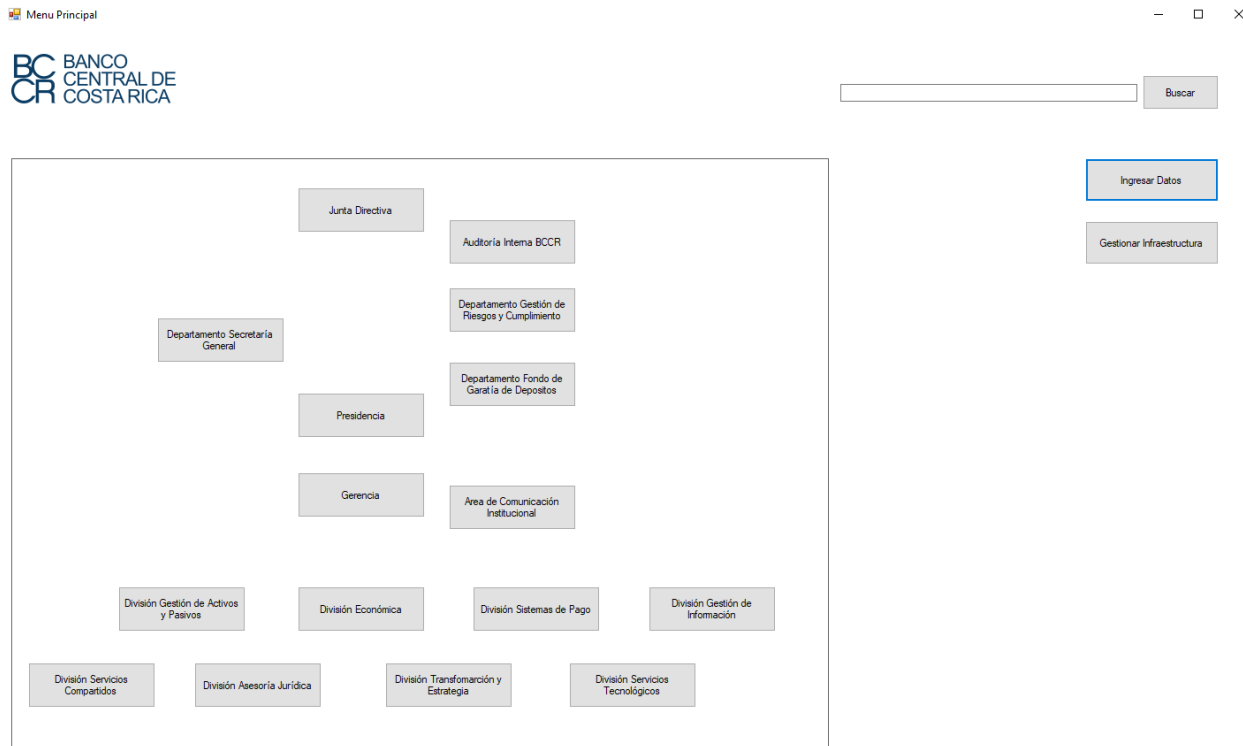 Menu Principal
BC
CR
BANCO
CENTRAL DE
COSTA RICA
Buscar
Ingresar Datos
Gestionar Infraestructura
Junta Directiva
Auditoría Interna BCCR
Departamento Gestión de
Riesgos y Cumplimiento
Departamento Secretaría
General
Departamento Fondo de
Garatía de Depositos
Presidencia
Gerencia
Area de Comunicación
Institucional
División Gestión de Activos
y Pasivos
División Económica
División Sistemas de Pago
División Gestión de
Información
División Servicios
Compartidos
División Asesoría Jurídica
División Transfomarción y
Estrategia
División Servicios
Tecnológicos